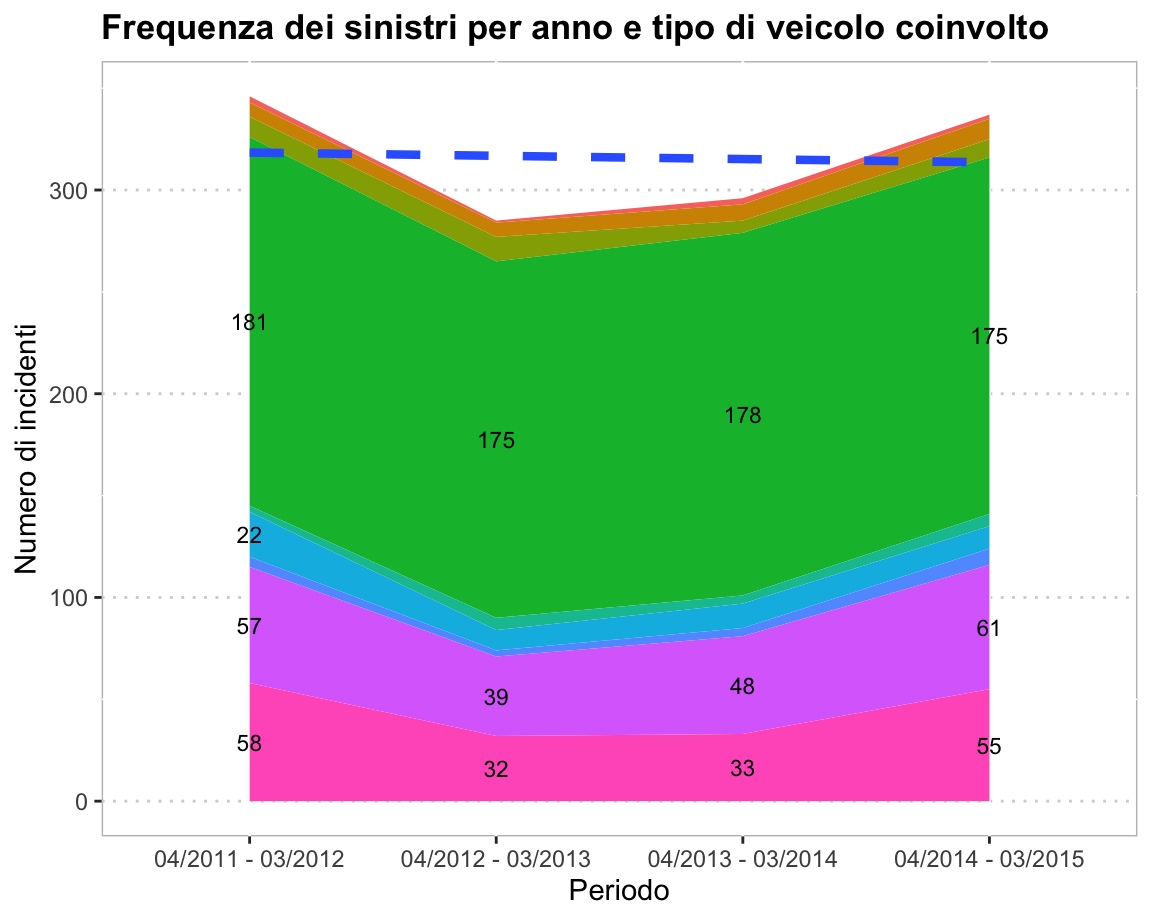 Frequenza dei sinistri per anno e tipo di veicolo coinvolto
Numero di incidenti
300
200
100
0
181
175
178
175
22
57
39
48
61
58
32
33
55
04/2011 - 03/2012
04/2012 - 03/2013
04/2013 - 03/2014
04/2014 - 03/2015
Periodo